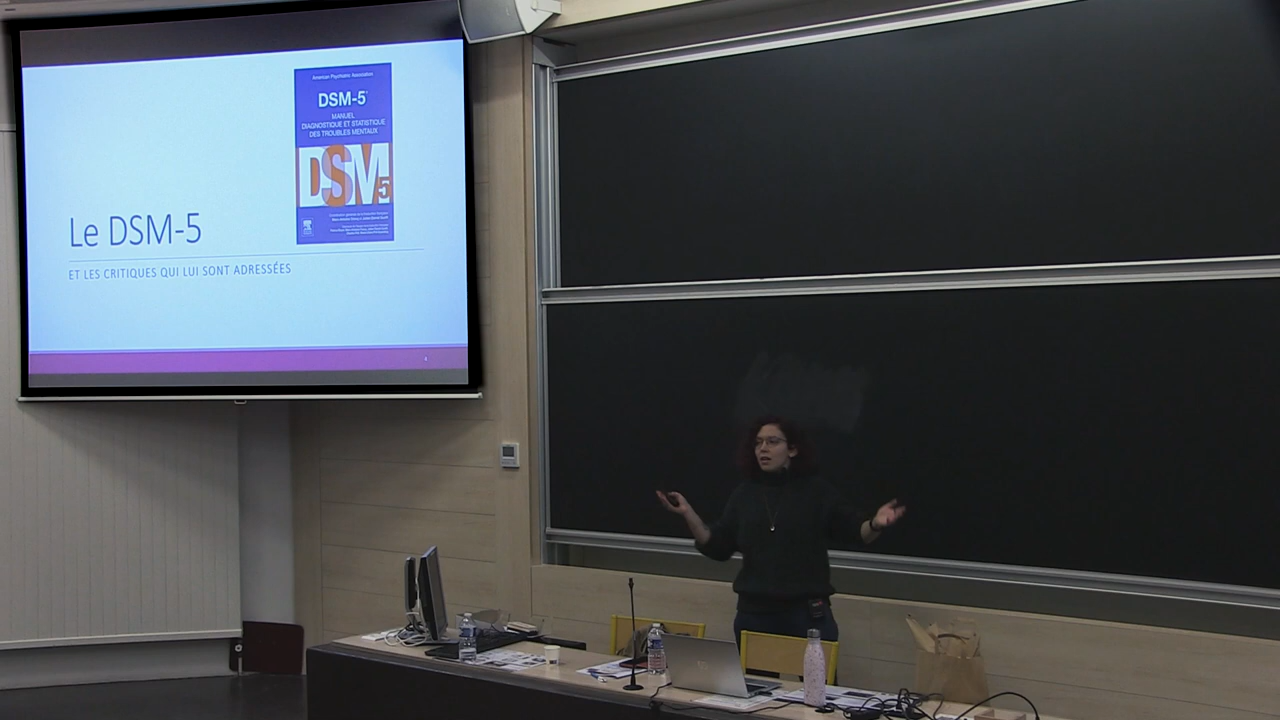 American Psychiatric Association
DSM-5®
MANUEL
DIAGNOSTIQUE ET STATISTIQUE
DES TROUBLES MENTAUX
DSM5
Le DSM-5
ET LES CRITIQUES QUI LUI SONT ADRESSÉES
4